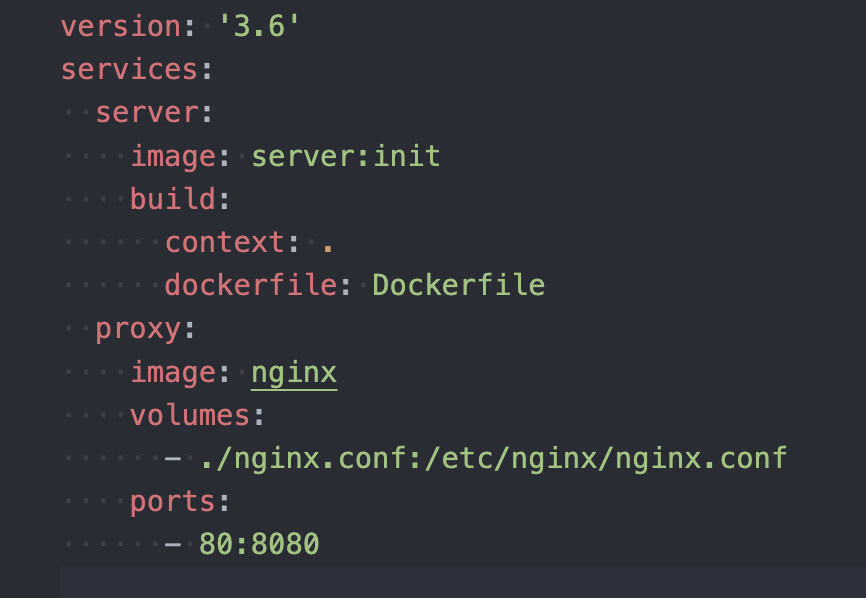 version: '3.6'
services:
  server:
    image: server:init
    build:
      context: .
      dockerfile: Dockerfile
  proxy:
    image: nginx
    volumes:
      - ./nginx.conf:/etc/nginx/nginx.conf
    ports:
      - 80:8080